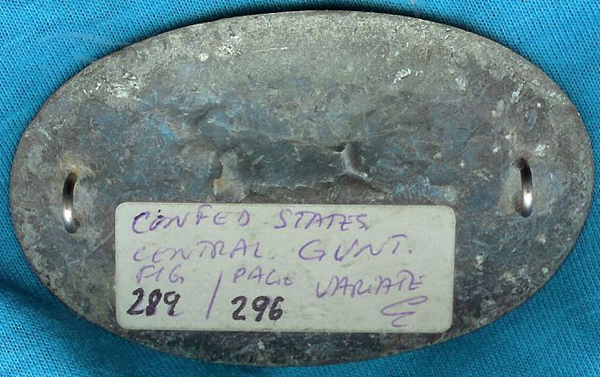 CONFED. STATES
CENTRAL. GUNT.
FIG PAGE VARIATE
289 / 296